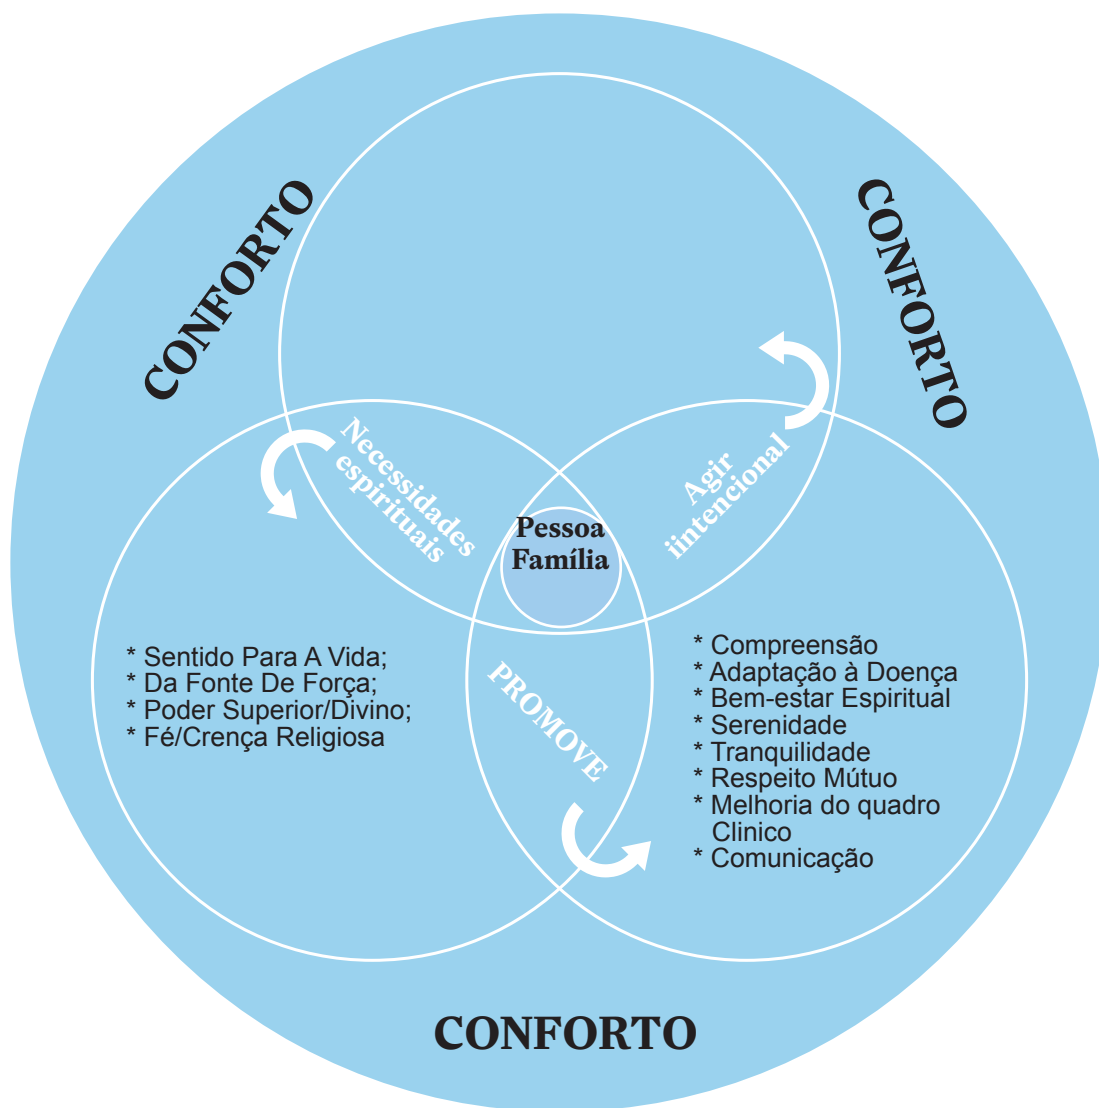 CONFORTO
CONFORTO
Necessidades
espirituais
Agir
iintencional
Pessoa
Família
* Sentido Para A Vida;
* Da Fonte De Força;
* Poder Superior/Divino;
* Fé/Crença Religiosa
PROMOVE
* Compreensão
* Adaptação à Doença
* Bem-estar Espiritual
* Serenidade
* Tranquilidade
* Respeito Mútuo
* Melhoria do quadro
Clinico
* Comunicação
CONFORTO